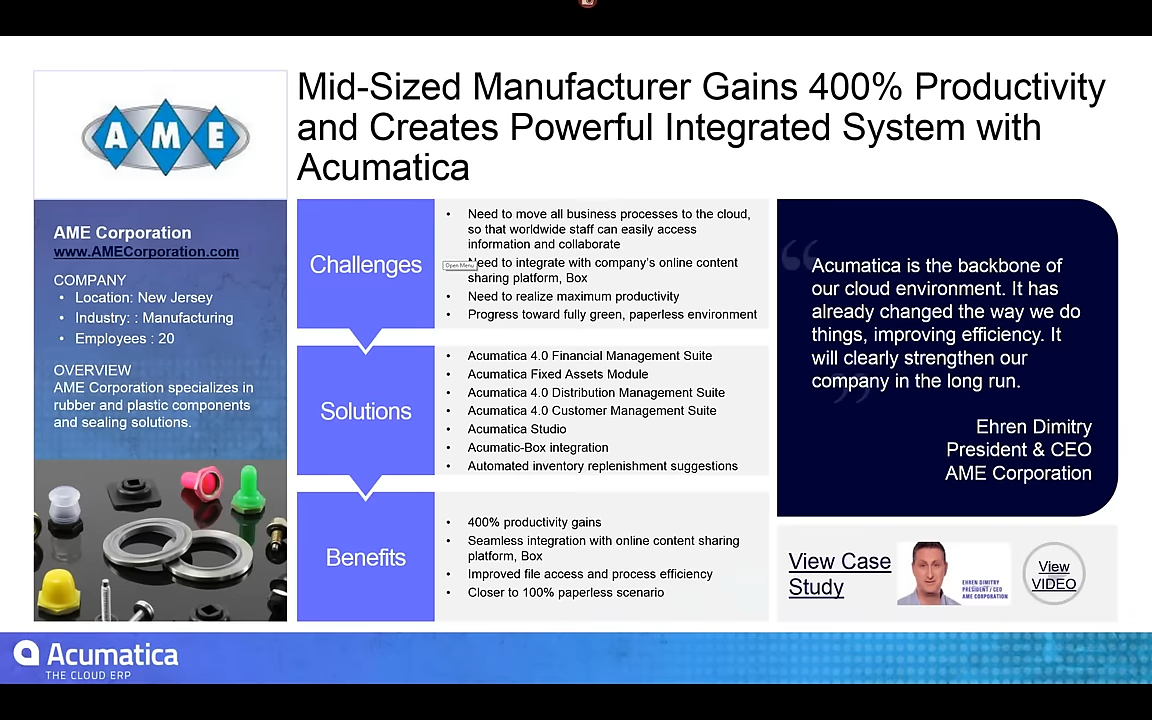 AME
Mid-Sized Manufacturer Gains 400% Productivity
and Creates Powerful Integrated System with
Acumatica
AME Corporation
www.AMECorporation.com
COMPANY
• Location: New Jersey
• Industry: : Manufacturing
• Employees : 20
OVERVIEW
AME Corporation specializes in
rubber and plastic components
and sealing solutions.
Challenges
• Need to move all business processes to the cloud,
so that worldwide staff can easily access
information and collaborate
Open Menu
• Need to integrate with company's online content
sharing platform, Box
• Need to realize maximum productivity
• Progress toward fully green, paperless environment
Solutions
• Acumatica 4.0 Financial Management Suite
• Acumatica Fixed Assets Module
• Acumatica 4.0 Distribution Management Suite
• Acumatica 4.0 Customer Management Suite
• Acumatica Studio
• Acumatic-Box integration
• Automated inventory replenishment suggestions
Benefits
• 400% productivity gains
• Seamless integration with online content sharing
platform, Box
• Improved file access and process efficiency
• Closer to 100% paperless scenario
“
Acumatica is the backbone of
our cloud environment. It has
already changed the way we do
things, improving efficiency. It
will clearly strengthen our
company in the long run.
”
Ehren Dimitry
President & CEO
AME Corporation
View Case
Study
EHREN DIMITRY
PRESIDENT / CEO
AME CORPORATION
View
VIDEO
Acumatica
THE CLOUD ERP